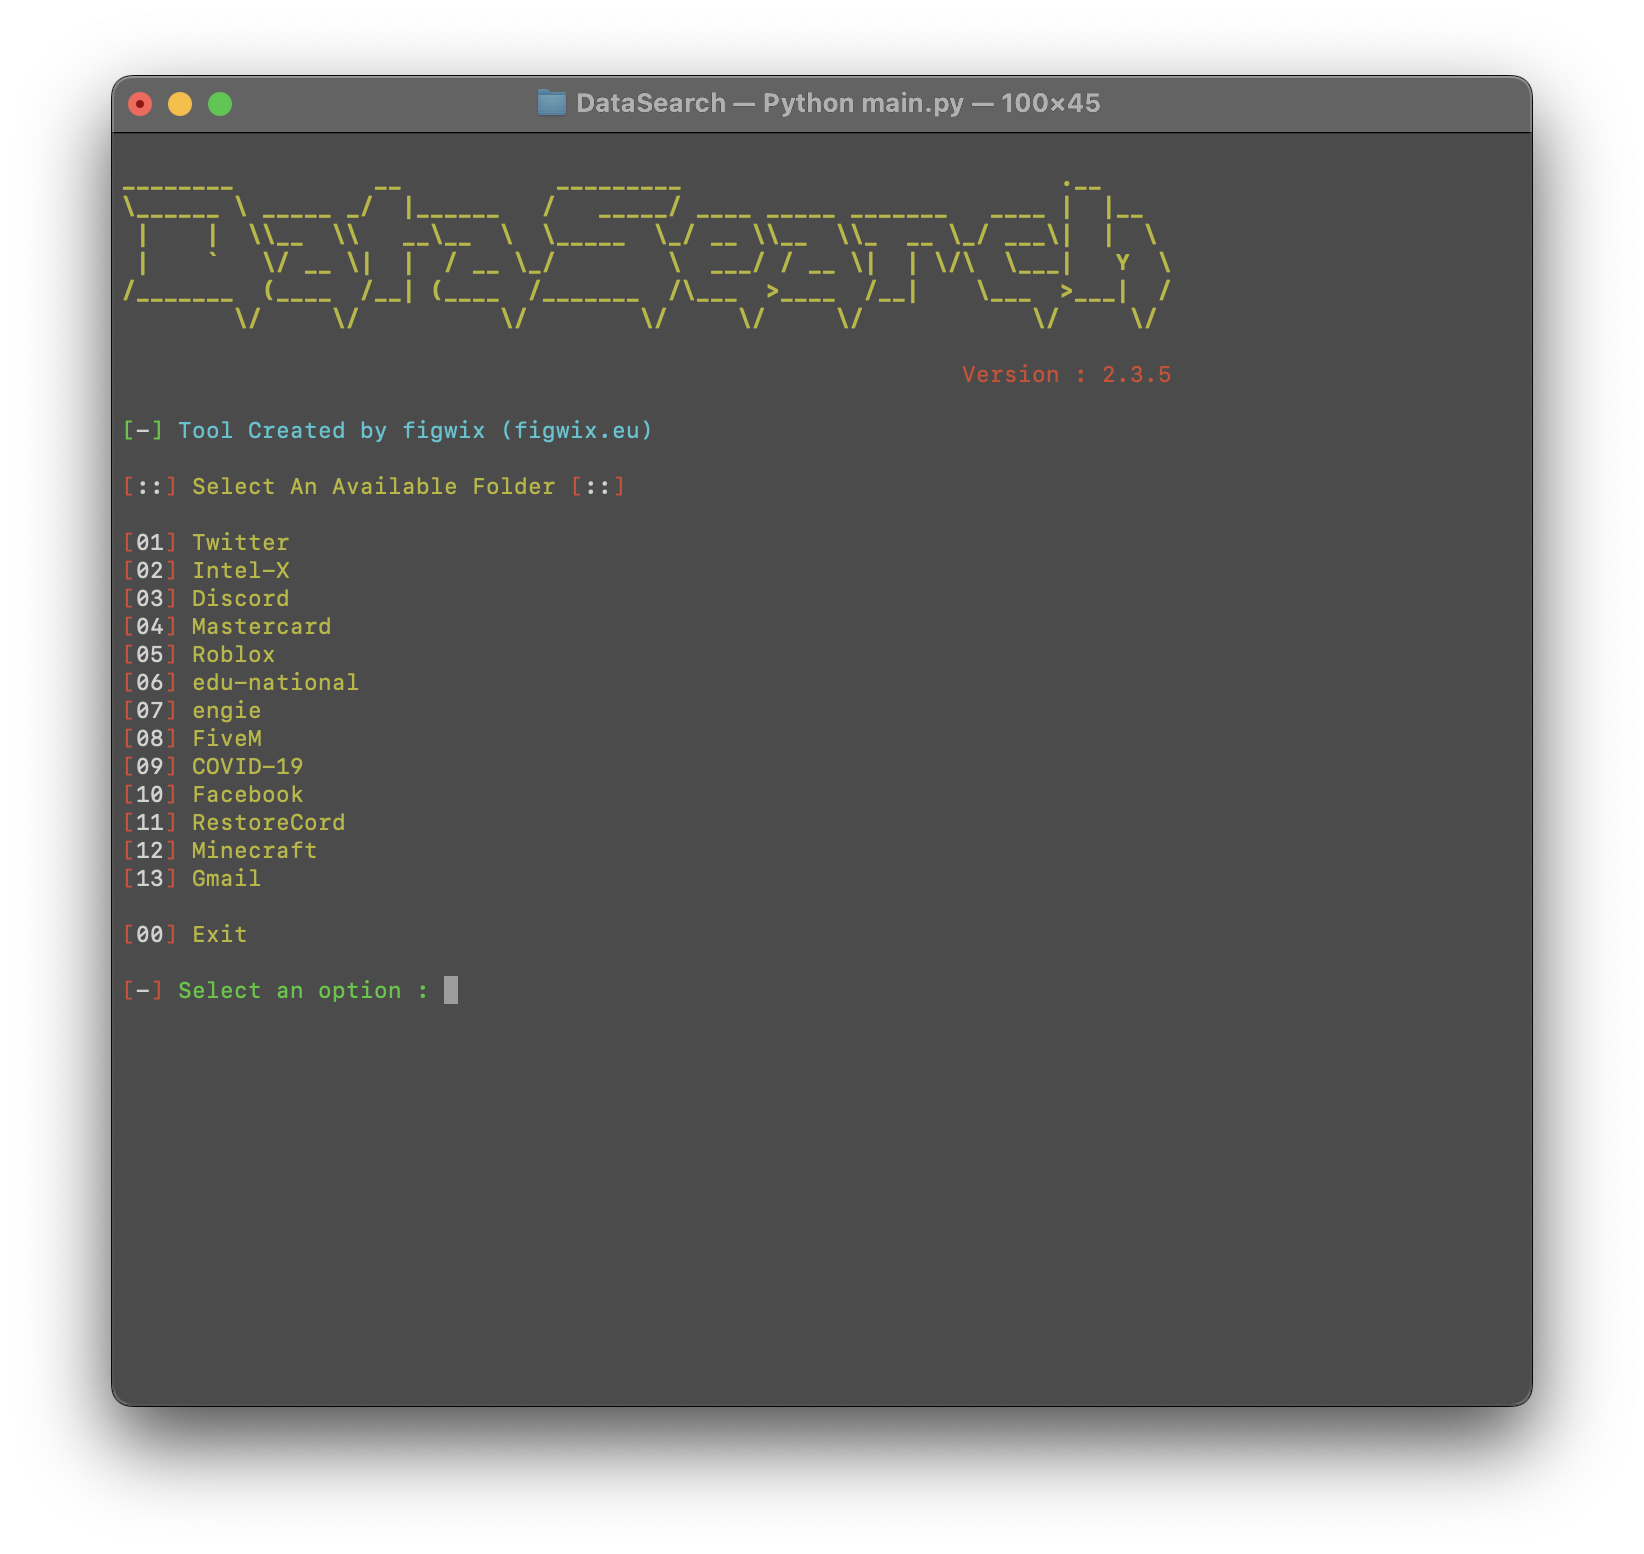 DataSearch — Python main.py — 100×45
DataSearch
Version : 2.3.5
[-] Tool Created by figwix (figwix.eu)
[::] Select An Available Folder [::]
[01] Twitter
[02] Intel-X
[03] Discord
[04] Mastercard
[05] Roblox
[06] edu-national
[07] engie
[08] FiveM
[09] COVID-19
[10] Facebook
[11] RestoreCord
[12] Minecraft
[13] Gmail
[00] Exit
[-] Select an option :